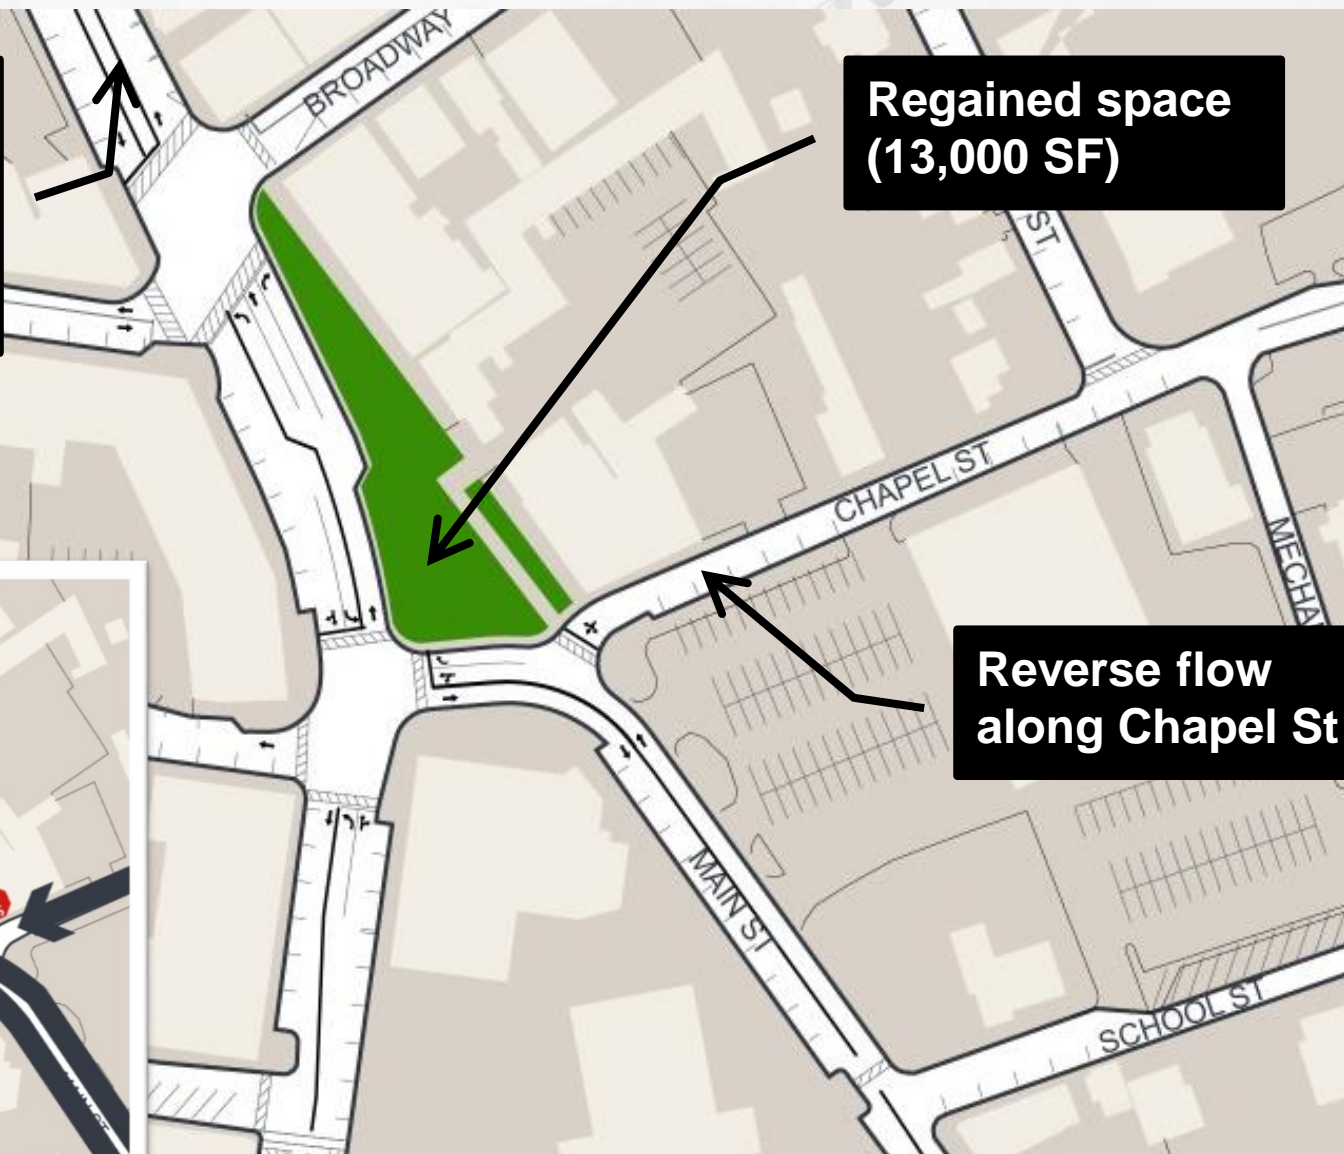 BROADWAY
Regained space
(13,000 SF)
ST
CHAPEL ST
MECHA
Reverse flow
along Chapel St
MAIN ST
SCHOOL ST